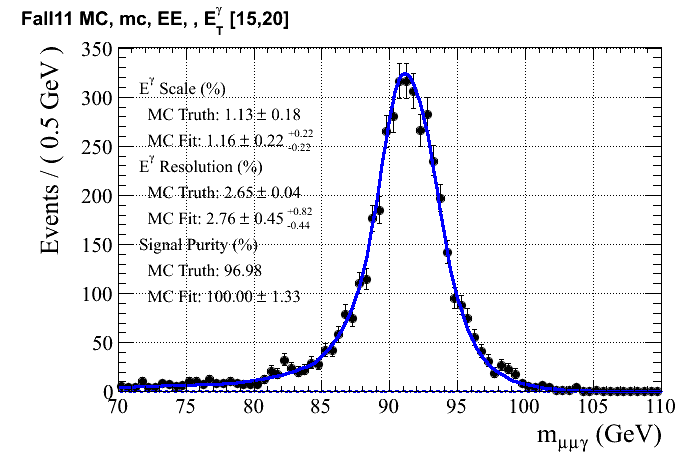 Fall11 MC, mc, EE, , E_T^γ [15,20]
Events / ( 0.5 GeV )
350
300
250
200
150
100
50
0
E^γ Scale (%)
MC Truth: 1.13 ± 0.18
MC Fit: 1.16 ± 0.22 +0.22 -0.22
E^γ Resolution (%)
MC Truth: 2.65 ± 0.04
MC Fit: 2.76 ± 0.45 +0.82 -0.44
Signal Purity (%)
MC Truth: 96.98
MC Fit: 100.00 ± 1.33
70 75 80 85 90 95 100 105 110
m_μμγ (GeV)